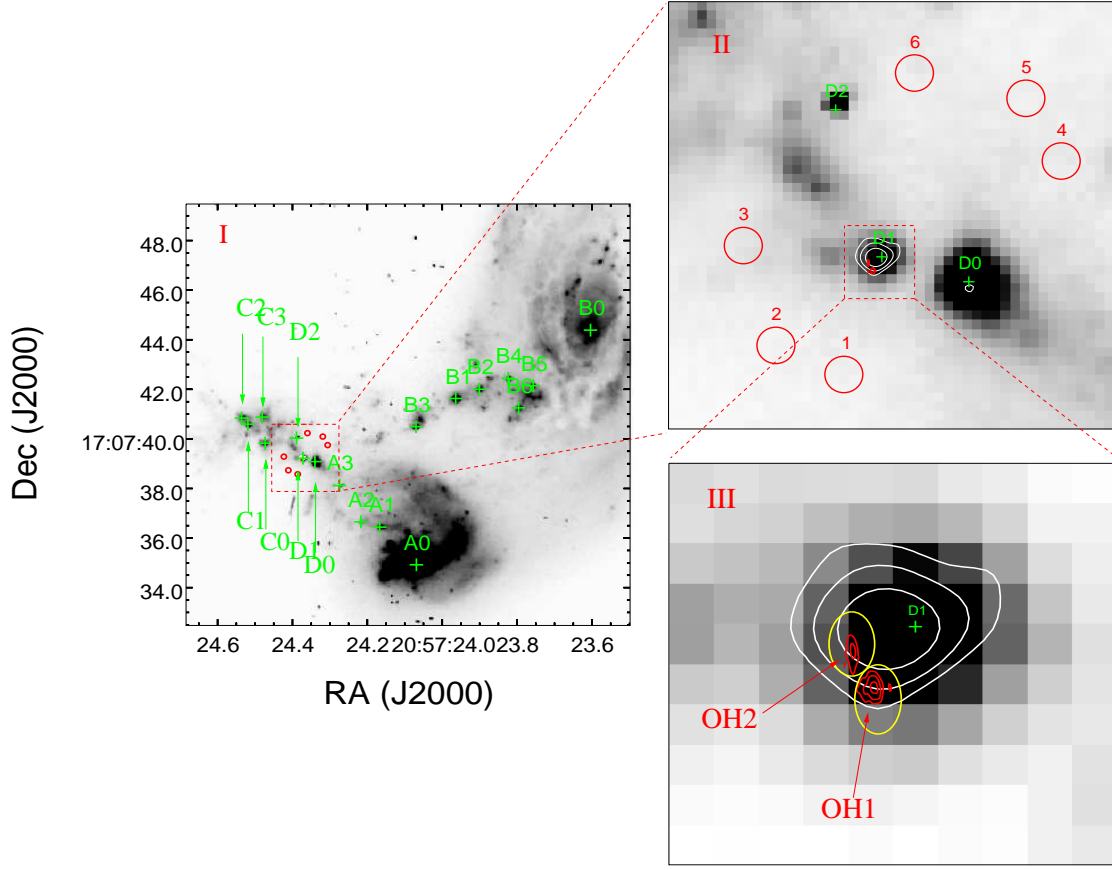 I
48.0
46.0
44.0
42.0
17:07:40.0
38.0
36.0
34.0
24.6
24.4
24.2
20:57:24.0
23.8
23.6
Dec (J2000)
RA (J2000)
C2
C3
D2
C1
C0
D1
D0
A3
A2
A1
A0
B3
B1
B2
B4
B5
B6
B0
II
6
5
4
3
2
1
D2
D1
D0
III
D1
OH2
OH1